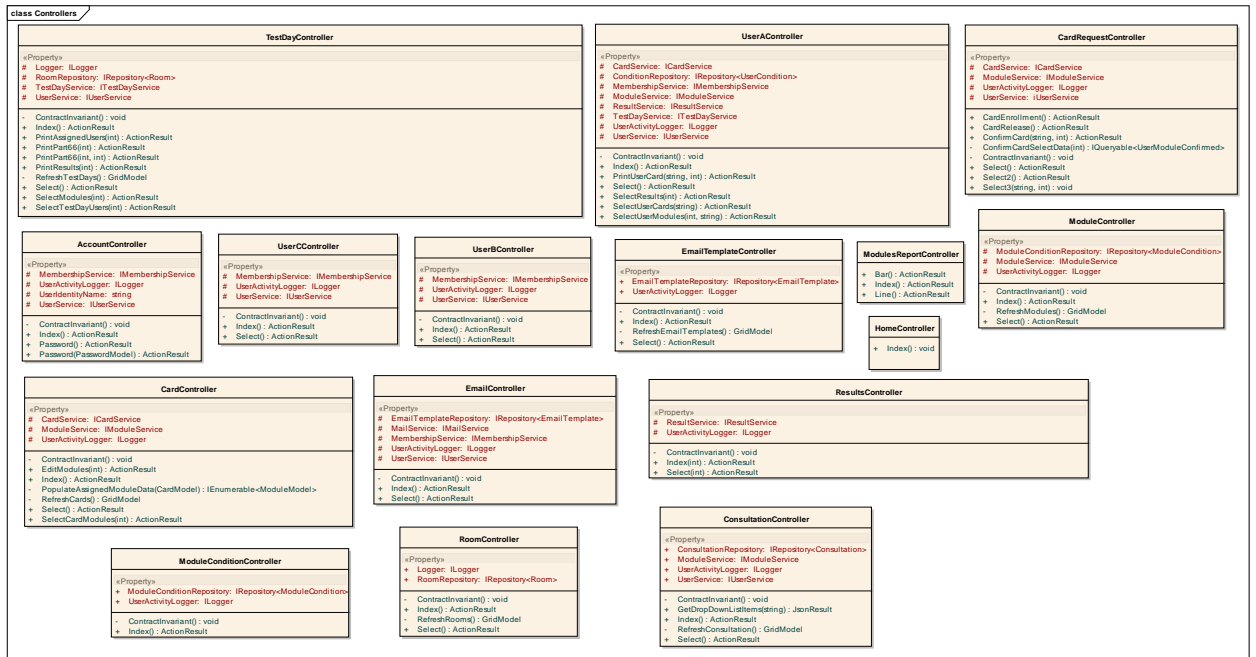 class Controllers
TestDayController
«Property»
# Logger: ILogger
# RoomRepository: IRepository<Room>
# TestDayService: ITestDayService
# UserService: IUserService
- ContractInvariant() : void
+ Index() : ActionResult
+ PrintAssignedUsers(int) : ActionResult
+ PrintPart66(int) : ActionResult
+ PrintPart66(int, int) : ActionResult
+ PrintResults(int) : ActionResult
- RefreshTestDays() : GridModel
+ Select() : ActionResult
+ SelectModules(int) : ActionResult
+ SelectTestDayUsers(int) : ActionResult
UserAController
«Property»
# CardService: ICardService
# ConditionRepository: IRepository<UserCondition>
# MembershipService: IMembershipService
# ModuleService: IModuleService
# ResultService: IResultService
# TestDayService: ITestDayService
# UserActivityLogger: ILogger
# UserService: IUserService
- ContractInvariant() : void
+ Index() : ActionResult
+ PrintUserCard(string, int) : ActionResult
+ Select() : ActionResult
+ SelectResults(int) : ActionResult
+ SelectUserCards(string) : ActionResult
+ SelectUserModules(int, string) : ActionResult
CardRequestController
«Property»
# CardService: ICardService
# ModuleService: IModuleService
# UserActivityLogger: ILogger
# UserService: iUserService
+ CardEnrollment() : ActionResult
+ CardRelease() : ActionResult
+ ConfirmCard(string, int) : ActionResult
- ConfirmCardSelectData(int) : IQueryable<UserModuleConfirmed>
- ContractInvariant() : void
+ Select() : ActionResult
+ Select2() : ActionResult
+ Select3(string, int) : void
AccountController
«Property»
# MembershipService: IMembershipService
# UserActivityLogger: ILogger
# UserIdentityName: string
# UserService: IUserService
- ContractInvariant() : void
+ Index() : ActionResult
+ Password() : ActionResult
+ Password(PasswordModel) : ActionResult
UserCController
«Property»
# MembershipService: IMembershipService
# UserActivityLogger: ILogger
# UserService: IUserService
- ContractInvariant() : void
+ Index() : ActionResult
+ Select() : ActionResult
UserBController
«Property»
# MembershipService: IMembershipService
# UserActivityLogger: ILogger
# UserService: IUserService
- ContractInvariant() : void
+ Index() : ActionResult
+ Select() : ActionResult
EmailTemplateController
«Property»
+ EmailTemplateRepository: IRepository<EmailTemplate>
+ UserActivityLogger: ILogger
- ContractInvariant() : void
+ Index() : ActionResult
- RefreshEmailTemplates() : GridModel
+ Select() : ActionResult
ModulesReportController
+ Bar() : ActionResult
+ Index() : ActionResult
+ Line() : ActionResult
HomeController
+ Index() : void
ModuleController
«Property»
# ModuleConditionRepository: IRepository<ModuleCondition>
# ModuleService: IModuleService
# UserActivityLogger: ILogger
- ContractInvariant() : void
+ Index() : ActionResult
- RefreshModules() : GridModel
+ Select() : ActionResult
CardController
«Property»
# CardService: ICardService
# ModuleService: IModuleService
# UserActivityLogger: ILogger
- ContractInvariant() : void
+ EditModules(int) : ActionResult
+ Index() : ActionResult
- PopulateAssignedModuleData(CardModel) : IEnumerable<ModuleModel>
- RefreshCards() : GridModel
+ Select() : ActionResult
+ SelectCardModules(int) : ActionResult
EmailController
«Property»
# EmailTemplateRepository: IRepository<EmailTemplate>
# MailService: IMailService
# MembershipService: IMembershipService
# UserActivityLogger: ILogger
# UserService: IUserService
- ContractInvariant() : void
+ Index() : ActionResult
+ Select() : ActionResult
ResultsController
«Property»
# ResultService: IResultService
# UserActivityLogger: ILogger
- ContractInvariant() : void
+ Index(int) : ActionResult
+ Select(int) : ActionResult
ModuleConditionController
«Property»
+ ModuleConditionRepository: IRepository<ModuleCondition>
+ UserActivityLogger: ILogger
- ContractInvariant() : void
+ Index() : ActionResult
RoomController
«Property»
+ Logger: ILogger
+ RoomRepository: IRepository<Room>
- ContractInvariant() : void
+ Index() : ActionResult
- RefreshRooms() : GridModel
+ Select() : ActionResult
ConsultationController
«Property»
+ ConsultationRepository: IRepository<Consultation>
+ ModuleService: IModuleService
+ UserActivityLogger: ILogger
+ UserService: IUserService
- ContractInvariant() : void
+ GetDropDownListItems(string) : JsonResult
+ Index() : ActionResult
- RefreshConsultation() : GridModel
+ Select() : ActionResult